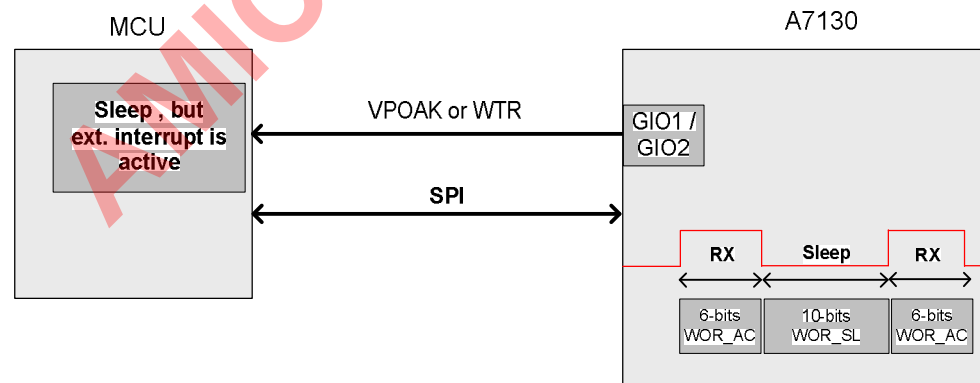 MCU
A7130
Sleep , but
ext. interrupt is
active
VPOAK or WTR
GIO1 /
GIO2
SPI
RX
Sleep
RX
6-bits
WOR_AC
10-bits
WOR_SL
6-bits
WOR_AC
AMIC